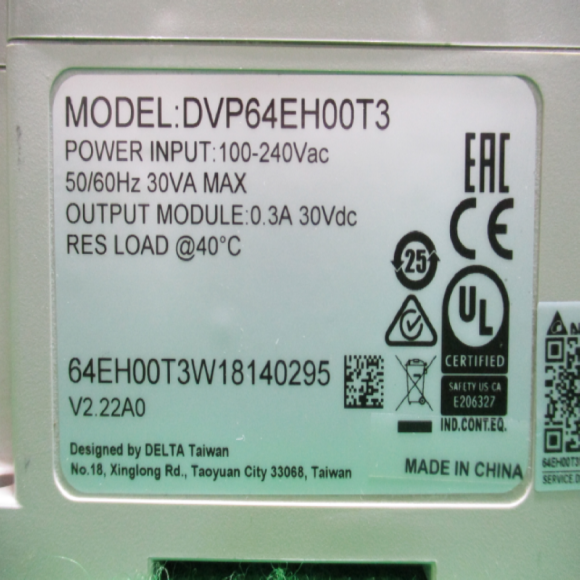 MODEL:DVP64EH00T3
POWER INPUT:100-240Vac
50/60Hz 30VA MAX
OUTPUT MODULE:0.3A 30Vdc
RES LOAD @40°C
EAC
CE
25
UL
CERTIFIED
SAFETY US CA
E206327
IND.CONT.EQ.
64EH00T3W18140295
V2.22A0
Designed by DELTA Taiwan
No.18, Xinglong Rd., Taoyuan City 33068, Taiwan
MADE IN CHINA
64EH00T3
SERVICE.D